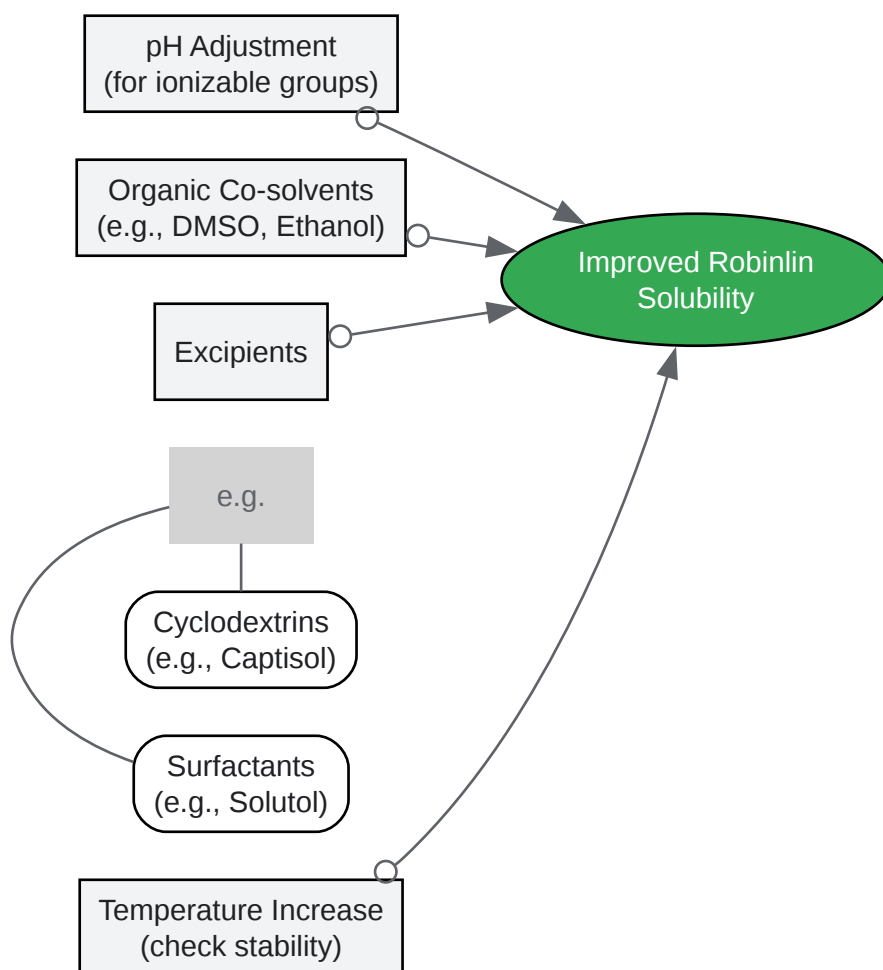 pH Adjustment
(for ionizable groups)
Organic Co-solvents
(e.g., DMSO, Ethanol)
Improved Robinlin
Solubility
Excipients
e.g.
Cyclodextrins
(e.g., Captisol)
Surfactants
(e.g., Solutol)
Temperature Increase
(check stability)